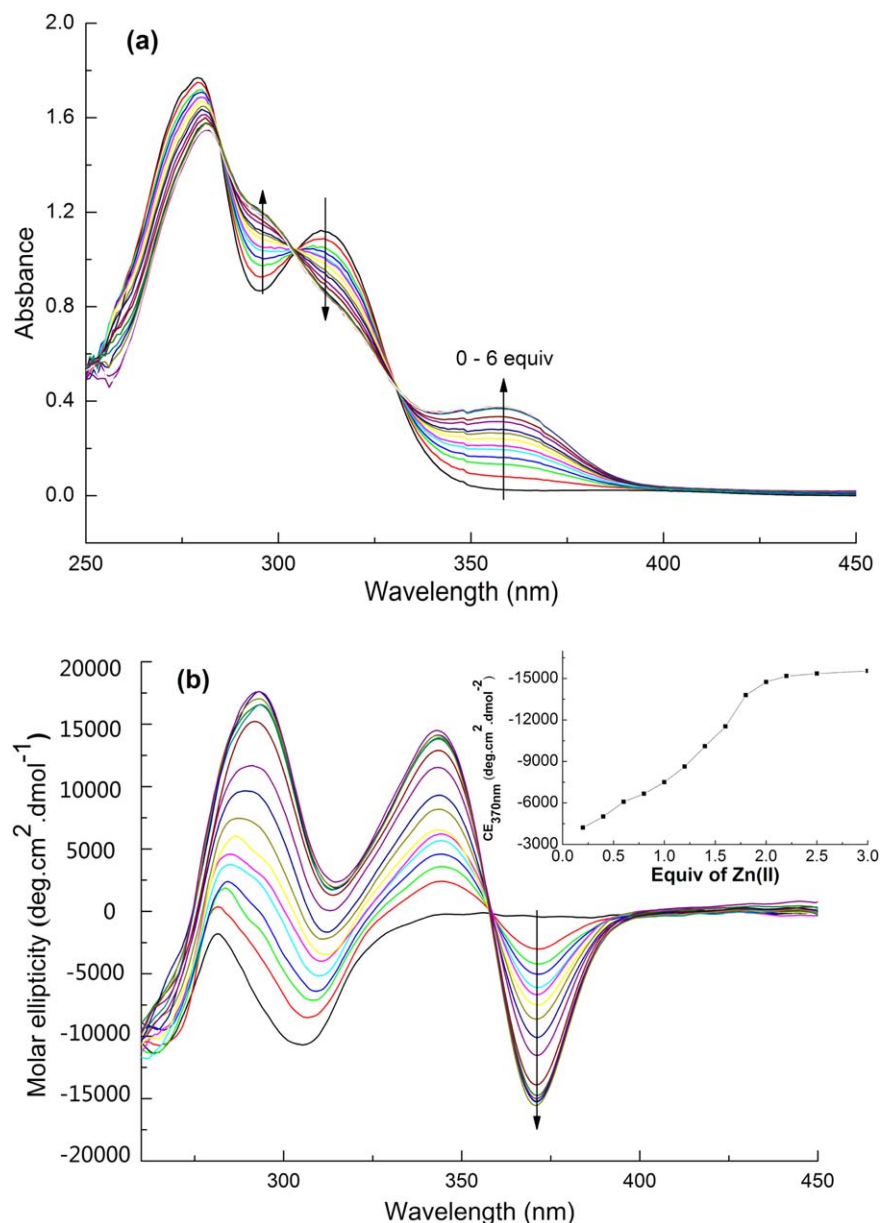 (a)
2.0
1.6
1.2
0.8
0.4
0.0
Absbance
0 - 6 equiv
250 300 350 400 450
Wavelength (nm)
(b)
20000
15000
10000
5000
0
-5000
-10000
-15000
-20000
Molar ellipticity (deg.cm2.dmol-1)
300 350 400 450
Wavelength (nm)
-15000
-12000
-9000
-6000
-3000
CE370nm (deg.cm2.dmol-2
0.0 0.5 1.0 1.5 2.0 2.5 3.0
Equiv of Zn(II)